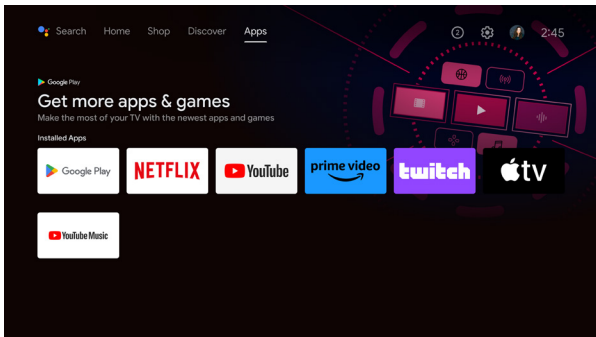 Search Home Shop Discover Apps 2 2:45
Google Play
Get more apps & games
Make the most of your TV with the newest apps and games
Installed Apps
Google Play NETFLIX YouTube prime video twitch tv
YouTube Music